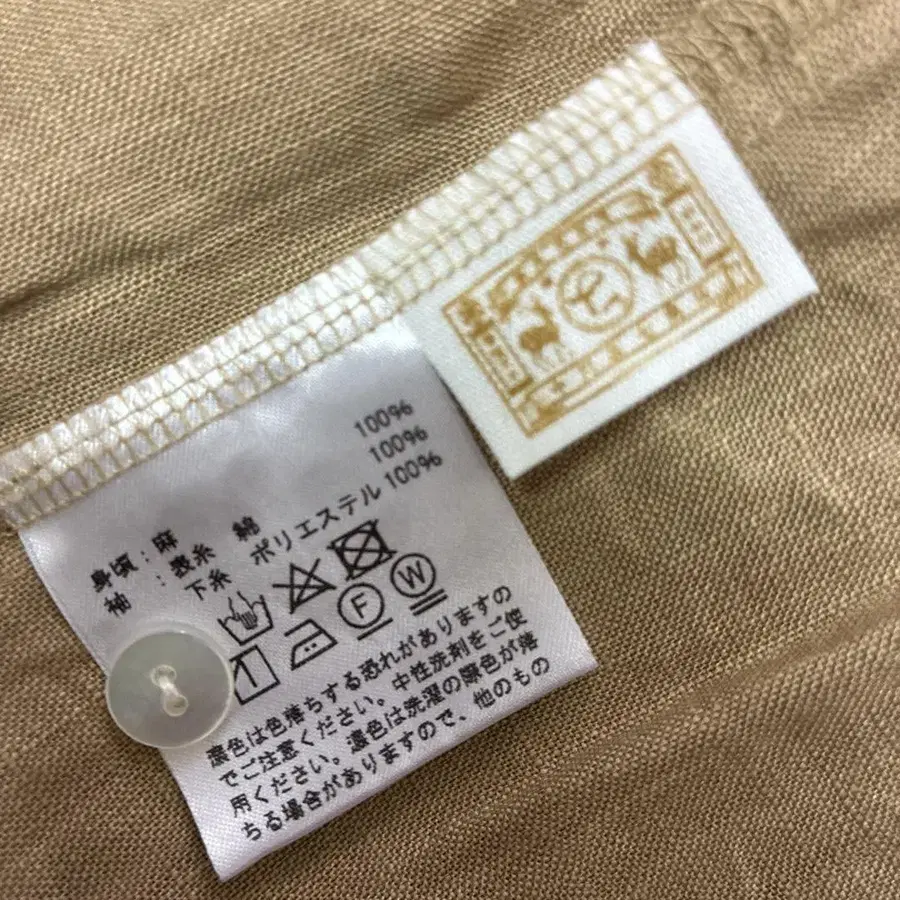 身頃:麻 100%
袖 :表糸 綿 100%
下糸 ポリエステル 100%
F W
濃色は色落ちする恐れがありますの
でご注意ください。中性洗剤をご使
用ください。濃色は洗濯の際色が落
ちる場合がありますので、他のもの